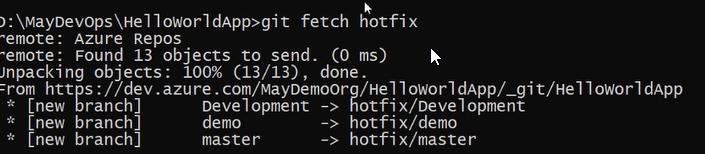 D:\MayDevOps\HelloWorldApp>git fetch hotfix
remote: Azure Repos
remote: Found 13 objects to send. (0 ms)
Unpacking objects: 100% (13/13), done.
From https://dev.azure.com/MayDemoOrg/HelloWorldApp/_git/HelloWorldApp
 * [new branch]      Development -> hotfix/Development
 * [new branch]      demo        -> hotfix/demo
 * [new branch]      master      -> hotfix/master